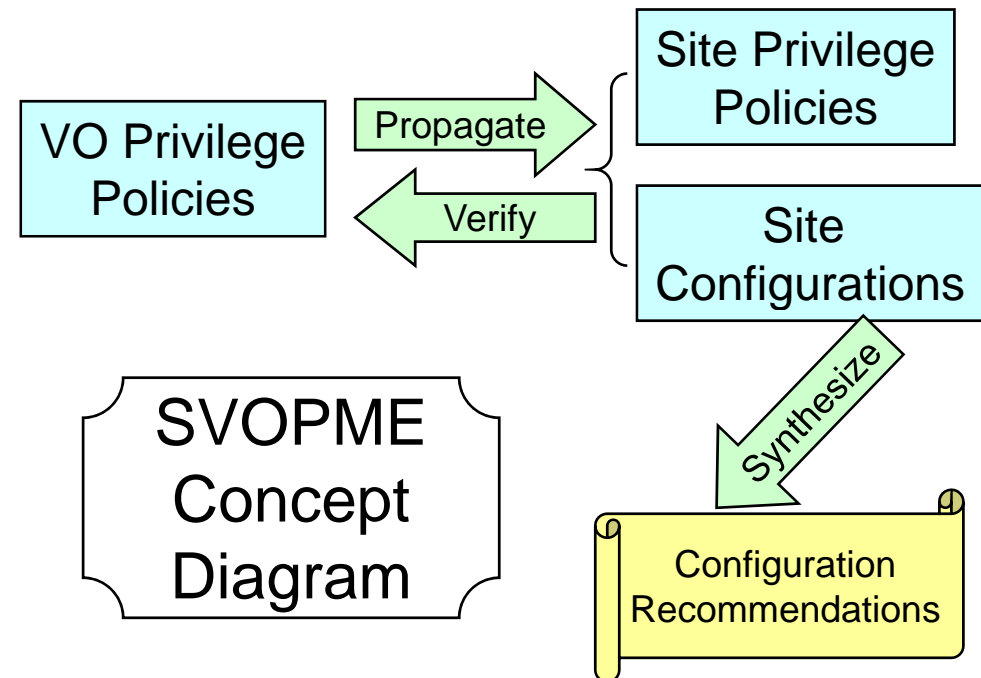 Site Privilege
Policies
VO Privilege
Policies
Propagate
Verify
Site
Configurations
Synthesize
SVOPME
Concept
Diagram
Configuration
Recommendations